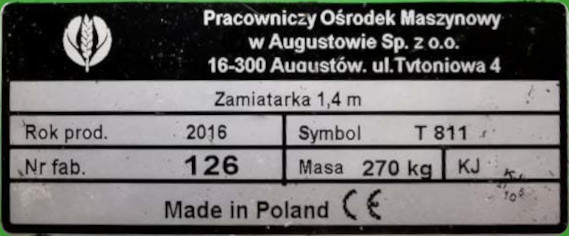 Pracowniczy Ośrodek Maszynowy
w Augustowie Sp. z o.o.
16-300 Augustów. ul.Tytoniowa 4
Zamiatarka 1,4 m
Rok prod. 2016 Symbol T 811
Nr fab. 126 Masa 270 kg KJ
Made in Poland CE